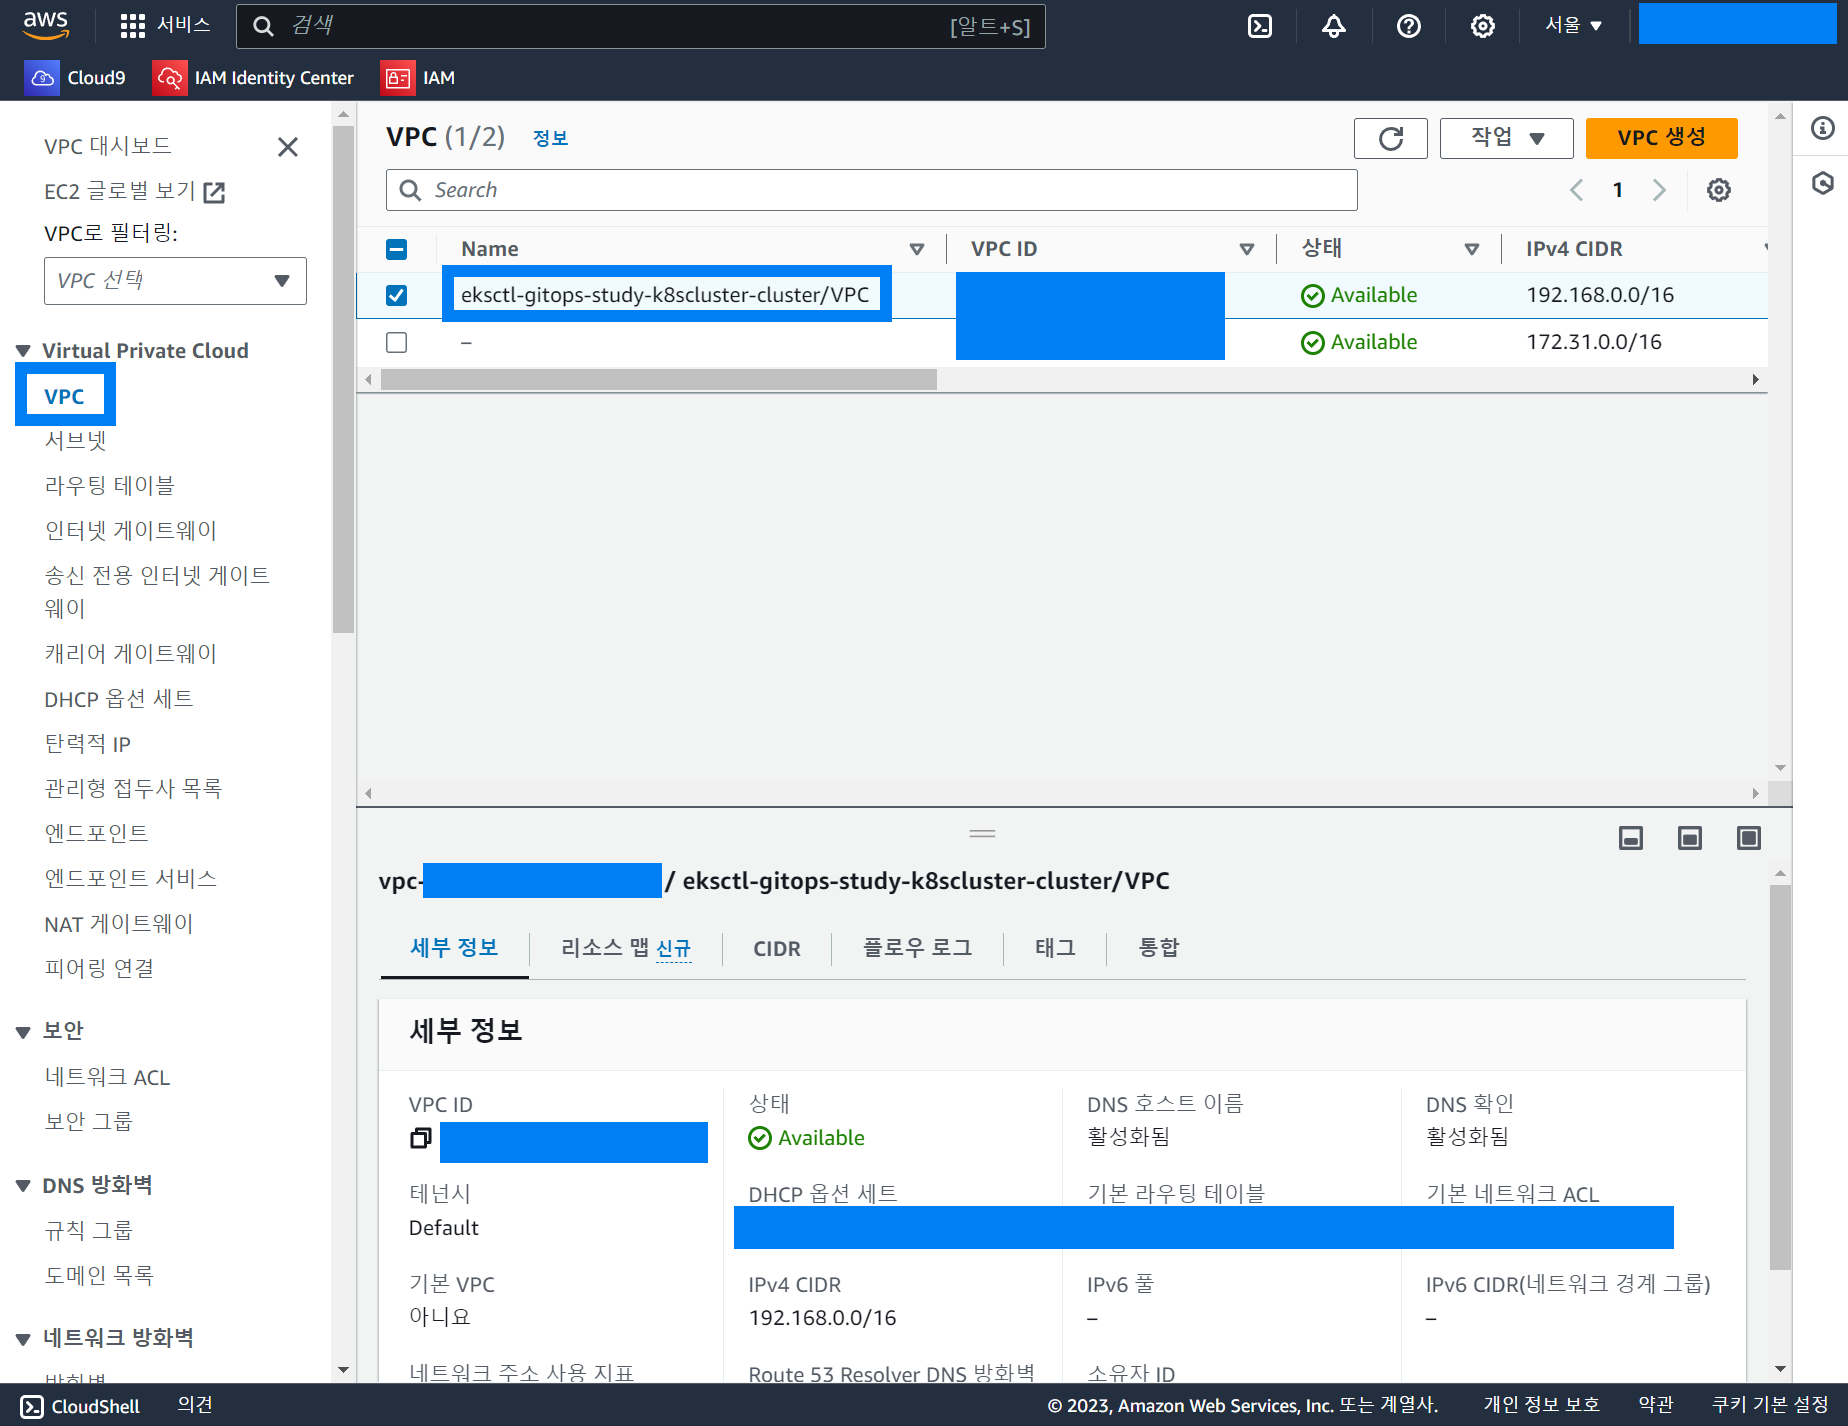 aws
서비스
검색
[알트+S]
서울
Cloud9
IAM Identity Center
IAM
VPC 대시보드
EC2 글로벌 보기
VPC로 필터링:
VPC 선택
Virtual Private Cloud
VPC
서브넷
라우팅 테이블
인터넷 게이트웨이
송신 전용 인터넷 게이트
웨이
캐리어 게이트웨이
DHCP 옵션 세트
탄력적 IP
관리형 접두사 목록
엔드포인트
엔드포인트 서비스
NAT 게이트웨이
피어링 연결
보안
네트워크 ACL
보안 그룹
DNS 방화벽
규칙 그룹
도메인 목록
네트워크 방화벽
방화벽
VPC (1/2) 정보
작업
VPC 생성
Search
1
Name VPC ID 상태 IPv4 CIDR
eksctl-gitops-study-k8scluster-cluster/VPC Available 192.168.0.0/16
– Available 172.31.0.0/16
vpc- / eksctl-gitops-study-k8scluster-cluster/VPC
세부 정보 리소스 맵 신규 CIDR 플로우 로그 태그 통합
세부 정보
VPC ID
상태
Available
DNS 호스트 이름
활성화됨
DNS 확인
활성화됨
테넌시
Default
DHCP 옵션 세트
기본 라우팅 테이블
기본 네트워크 ACL
기본 VPC
아니요
IPv4 CIDR
192.168.0.0/16
IPv6 풀
–
IPv6 CIDR(네트워크 경계 그룹)
–
네트워크 주소 사용 지표
Route 53 Resolver DNS 방화벽
소유자 ID
CloudShell
의견
© 2023, Amazon Web Services, Inc. 또는 계열사.
개인 정보 보호
약관
쿠키 기본 설정